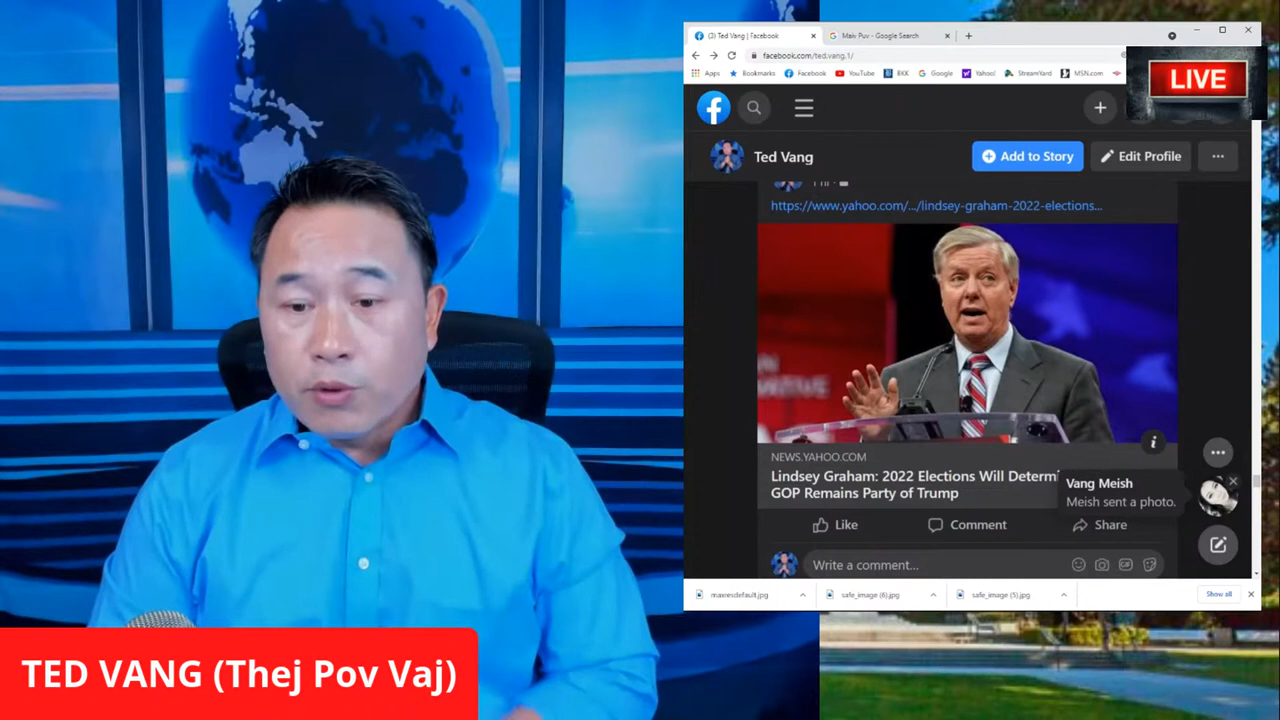 (3) Ted Vang | Facebook
Maiv Puv - Google Search
facebook.com/ted.vang.1/
Apps
Bookmarks
Facebook
YouTube
BKK
Google
Yahoo!
StreamYard
MSN.com
LIVE
f
Ted Vang
Add to Story
Edit Profile
https://www.yahoo.com/.../lindsey-graham-2022-elections...
NEWS.YAHOO.COM
Lindsey Graham: 2022 Elections Will
GOP Remains Party of Trump
Vang Meish
Meish sent a photo.
Like
Comment
Share
Write a comment...
GIF
maxresdefault.jpg
safe_image (6).jpg
safe_image (5).jpg
Show all
TED VANG (Thej Pov Vaj)